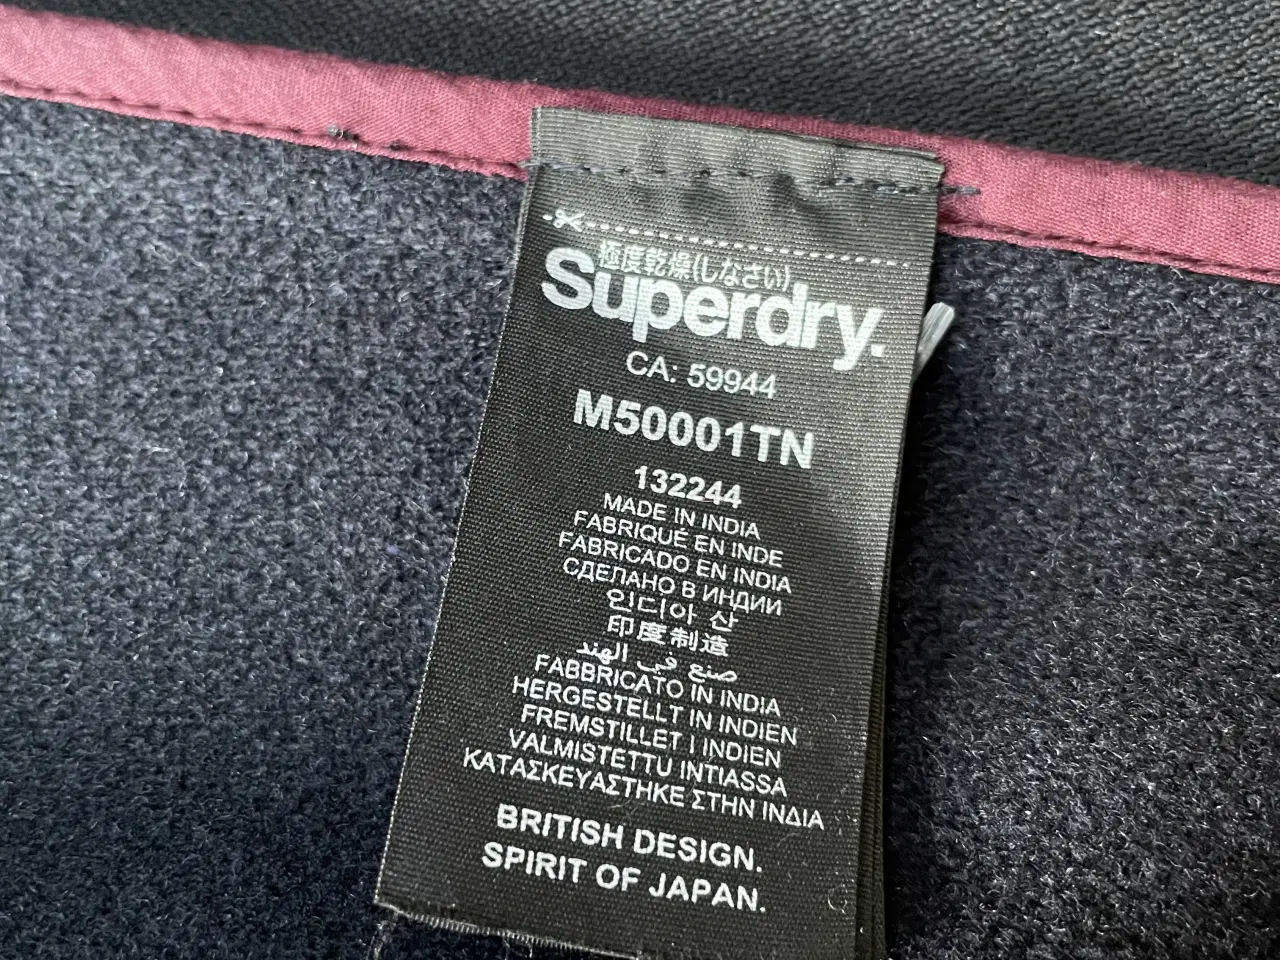 極度乾燥(しなさい)
Superdry.
CA: 59944
M50001TN
132244
MADE IN INDIA
FABRIQUÉ EN INDE
FABRICADO EN INDIA
СДЕЛАНО В ИНДИИ
인디아 산
印度制造
صنع في الهند
FABBRICATO IN INDIA
HERGESTELLT IN INDIEN
FREMSTILLET I INDIEN
VALMISTETTU INTIASSA
ΚΑΤΑΣΚΕΥΑΣΤΗΚΕ ΣΤΗΝ ΙΝΔΙΑ
BRITISH DESIGN.
SPIRIT OF JAPAN.